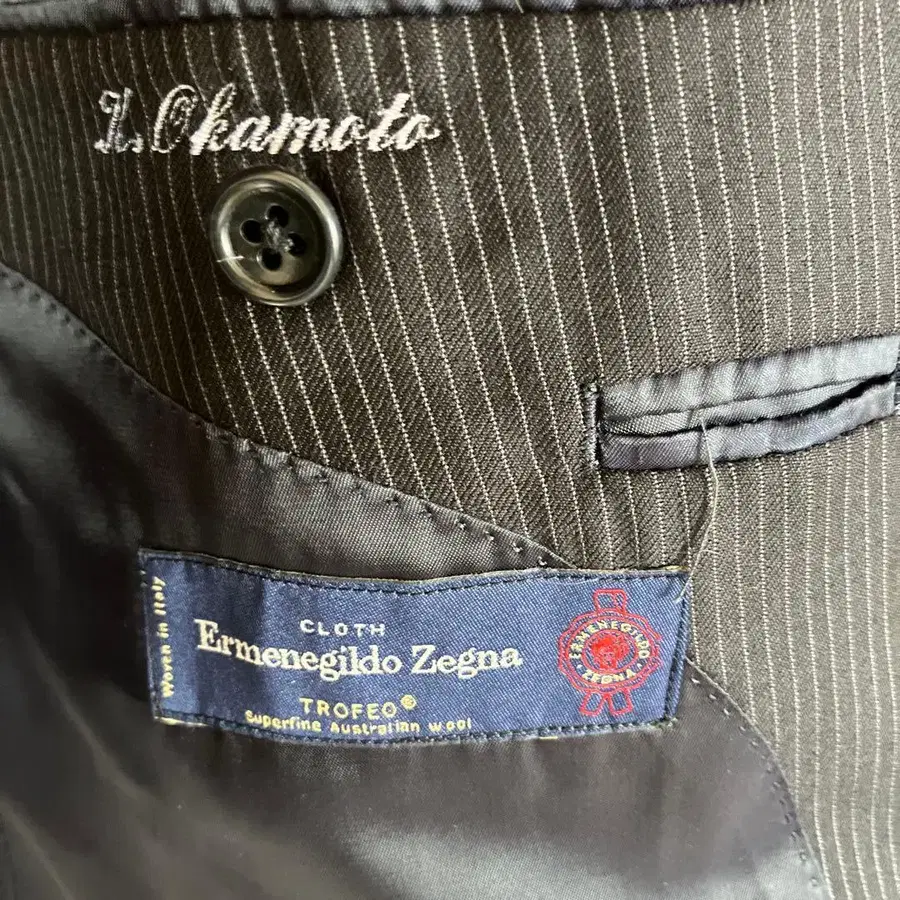 Okamoto
Woven in Italy
CLOTH
Ermenegildo Zegna
TROFEO®
Superfine Australian wool
ERMENEGILDO
ZEGNA